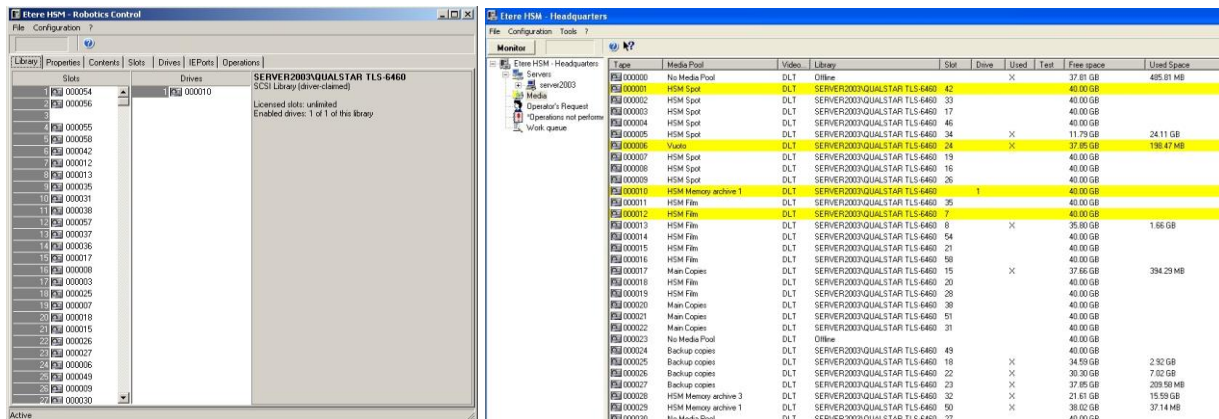 Etere HSM - Robotics Control
File Configuration ?
Library Properties Contents Slots Drives IEPorts Operations
Slots Drives SERVER2003\QUALSTAR TLS-6460
SCSI Library (driver-claimed)
Licensed slots: unlimited
Enabled drives: 1 of 1 of this library
1 000054 1 000010
2 000056
3
4 000055
5 000058
6 000042
7 000012
8 000013
9 000035
10 000031
11 000038
12 000057
13 000037
14 000036
15 000017
16 000008
17 000003
18 000025
19 000007
20 000018
21 000015
22 000026
23 000027
24 000006
25 000049
26 000009
27 000030
Active
Etere HSM - Headquarters
File Configuration Tools ?
Monitor
Etere HSM - Headquarters
Servers
server2003
Media
Operator's Request
*Operations not performe
Work queue
Tape Media Pool Video... Library Slot Drive Used Test Free space Used Space
000000 No Media Pool DLT Offline X 37.81 GB 485.81 MB
000001 HSM Spot DLT SERVER2003\QUALSTAR TLS-6460 42 40.00 GB
000002 HSM Spot DLT SERVER2003\QUALSTAR TLS-6460 33 40.00 GB
000003 HSM Spot DLT SERVER2003\QUALSTAR TLS-6460 17 40.00 GB
000004 HSM Spot DLT SERVER2003\QUALSTAR TLS-6460 46 40.00 GB
000005 HSM Spot DLT SERVER2003\QUALSTAR TLS-6460 34 X 11.79 GB 24.11 GB
000006 Vuoto DLT SERVER2003\QUALSTAR TLS-6460 24 X 37.85 GB 198.47 MB
000007 HSM Spot DLT SERVER2003\QUALSTAR TLS-6460 19 40.00 GB
000008 HSM Spot DLT SERVER2003\QUALSTAR TLS-6460 16 40.00 GB
000009 HSM Spot DLT SERVER2003\QUALSTAR TLS-6460 26 40.00 GB
000010 HSM Memory archive 1 DLT SERVER2003\QUALSTAR TLS-6460 1 40.00 GB
000011 HSM Film DLT SERVER2003\QUALSTAR TLS-6460 35 40.00 GB
000012 HSM Film DLT SERVER2003\QUALSTAR TLS-6460 7 40.00 GB
000013 HSM Film DLT SERVER2003\QUALSTAR TLS-6460 8 X 35.80 GB 1.66 GB
000014 HSM Film DLT SERVER2003\QUALSTAR TLS-6460 54 40.00 GB
000015 HSM Film DLT SERVER2003\QUALSTAR TLS-6460 21 40.00 GB
000016 HSM Film DLT SERVER2003\QUALSTAR TLS-6460 58 40.00 GB
000017 Main Copies DLT SERVER2003\QUALSTAR TLS-6460 15 X 37.66 GB 394.29 MB
000018 HSM Film DLT SERVER2003\QUALSTAR TLS-6460 20 40.00 GB
000019 HSM Film DLT SERVER2003\QUALSTAR TLS-6460 28 40.00 GB
000020 Main Copies DLT SERVER2003\QUALSTAR TLS-6460 38 40.00 GB
000021 Main Copies DLT SERVER2003\QUALSTAR TLS-6460 51 40.00 GB
000022 Main Copies DLT SERVER2003\QUALSTAR TLS-6460 31 40.00 GB
000023 No Media Pool DLT Offline 40.00 GB
000024 Backup copies DLT SERVER2003\QUALSTAR TLS-6460 49 40.00 GB
000025 Backup copies DLT SERVER2003\QUALSTAR TLS-6460 18 X 34.59 GB 2.92 GB
000026 Backup copies DLT SERVER2003\QUALSTAR TLS-6460 22 X 30.30 GB 7.02 GB
000027 Backup copies DLT SERVER2003\QUALSTAR TLS-6460 23 X 37.85 GB 209.58 MB
000028 HSM Memory archive 3 DLT SERVER2003\QUALSTAR TLS-6460 32 X 21.61 GB 15.59 GB
000029 HSM Memory archive 1 DLT SERVER2003\QUALSTAR TLS-6460 50 X 38.02 GB 37.14 MB
000030 No Media Pool DLT SERVER2003\QUALSTAR TLS-6460 27 40.00 GB